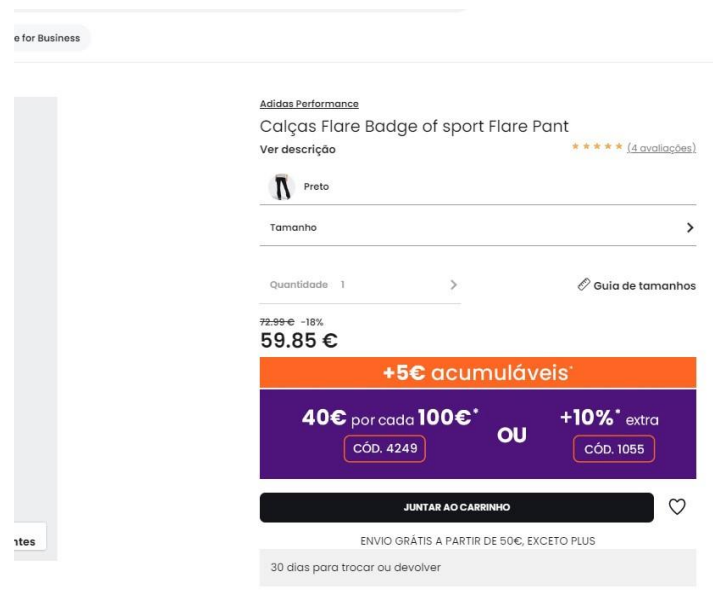 e for Business
Adidas Performance
Calças Flare Badge of sport Flare Pant
Ver descrição
(4 avaliações)
Preto
Tamanho
Quantidade 1
Guia de tamanhos
72.99 € -18%
59.85 €
+5€ acumuláveis*
40€ por cada 100€*
OU
+10%* extra
CÓD. 4249
CÓD. 1055
JUNTAR AO CARRINHO
ntes
ENVIO GRÁTIS A PARTIR DE 50€, EXCETO PLUS
30 dias para trocar ou devolver